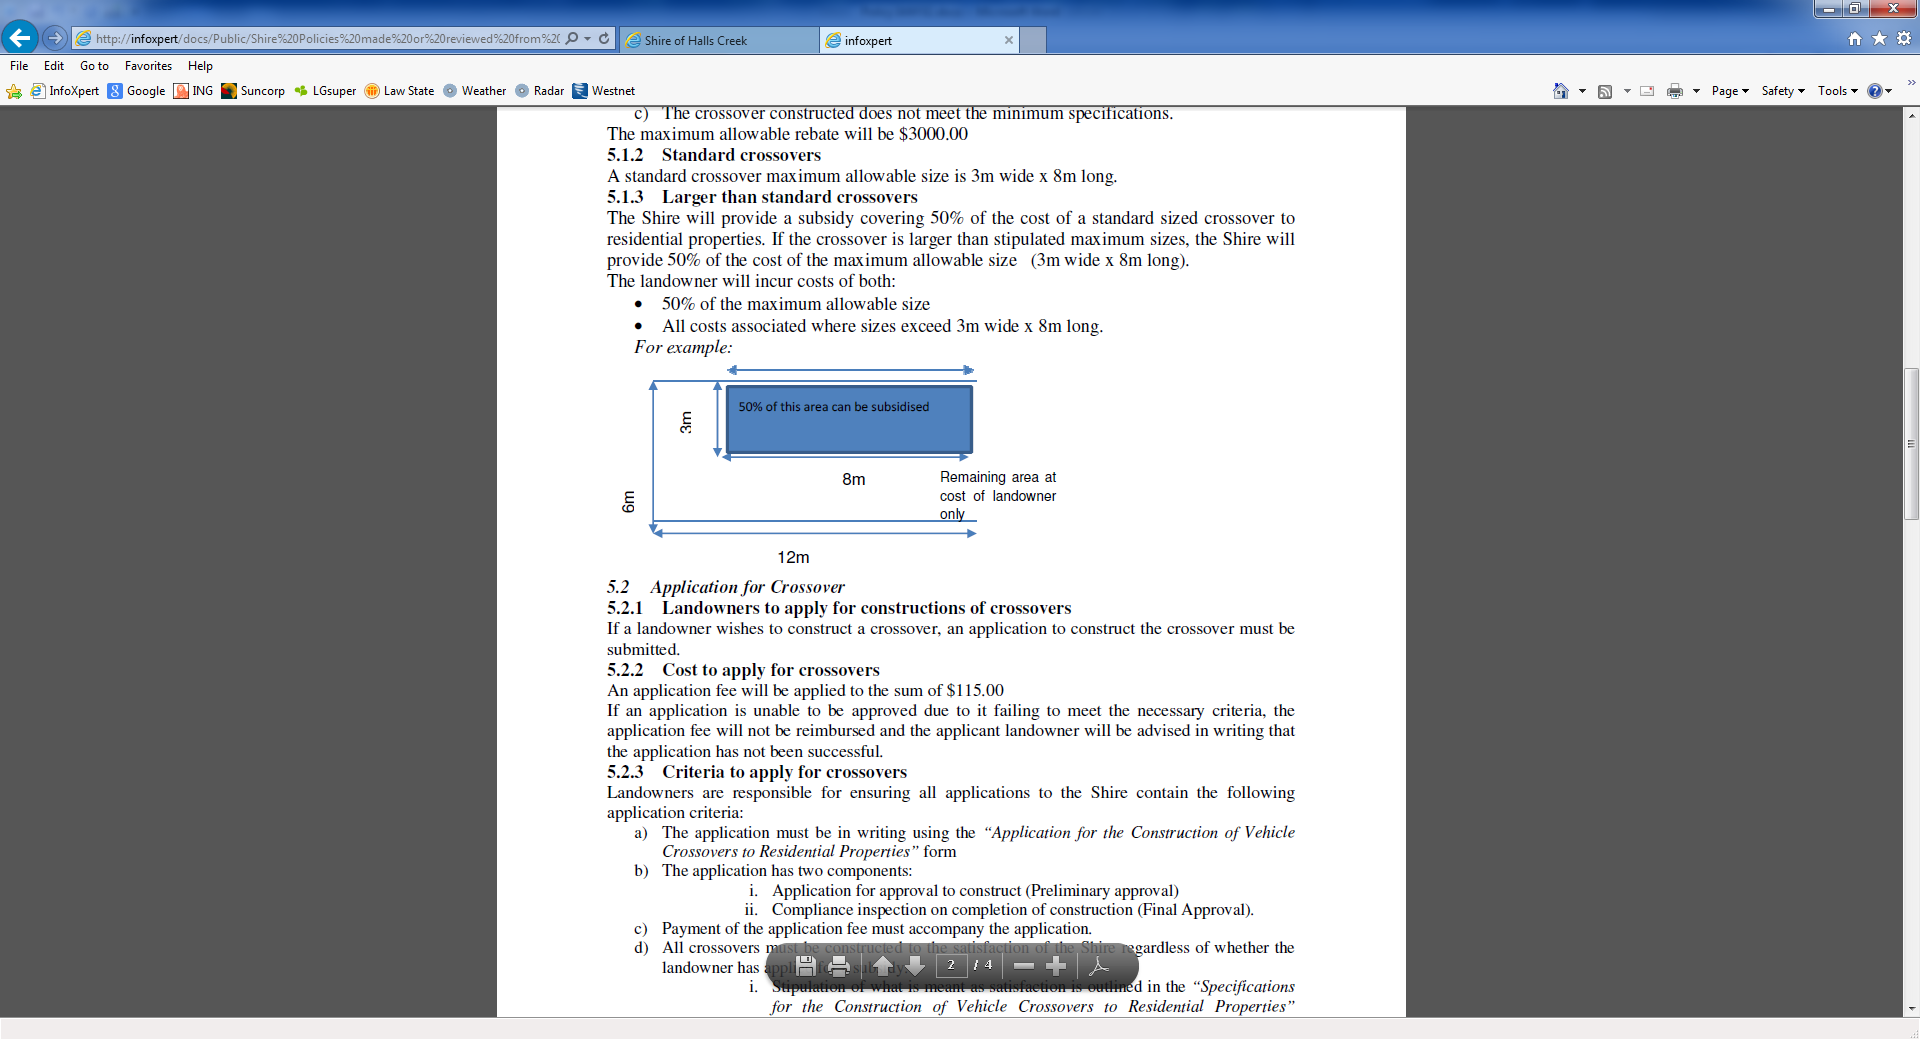 http://infoxpert/docs/Public/Shire%20Policies%20made%20or%20reviewed%20from%2(
Shire of Halls Creek
infoxpert
File Edit Go to Favorites Help
InfoXpert Google ING Suncorp LGsuper Law State Weather Radar Westnet
Page Safety Tools
c) The crossover constructed does not meet the minimum specifications.
The maximum allowable rebate will be $3000.00
5.1.2 Standard crossovers
A standard crossover maximum allowable size is 3m wide x 8m long.
5.1.3 Larger than standard crossovers
The Shire will provide a subsidy covering 50% of the cost of a standard sized crossover to
residential properties. If the crossover is larger than stipulated maximum sizes, the Shire will
provide 50% of the cost of the maximum allowable size (3m wide x 8m long).
The landowner will incur costs of both:
• 50% of the maximum allowable size
• All costs associated where sizes exceed 3m wide x 8m long.
For example:
50% of this area can be subsidised
3m
8m
Remaining area at
cost of landowner
only
6m
12m
5.2 Application for Crossover
5.2.1 Landowners to apply for constructions of crossovers
If a landowner wishes to construct a crossover, an application to construct the crossover must be
submitted.
5.2.2 Cost to apply for crossovers
An application fee will be applied to the sum of $115.00
If an application is unable to be approved due to it failing to meet the necessary criteria, the
application fee will not be reimbursed and the applicant landowner will be advised in writing that
the application has not been successful.
5.2.3 Criteria to apply for crossovers
Landowners are responsible for ensuring all applications to the Shire contain the following
application criteria:
a) The application must be in writing using the “Application for the Construction of Vehicle
Crossovers to Residential Properties” form
b) The application has two components:
i. Application for approval to construct (Preliminary approval)
ii. Compliance inspection on completion of construction (Final Approval).
c) Payment of the application fee must accompany the application.
d) All crossovers must be constructed to the satisfaction of the Shire regardless of whether the
landowner has
2 / 4
i. Stipulation of what is meant as satisfaction is outlined in the “Specifications
for the Construction of Vehicle Crossovers to Residential Properties”